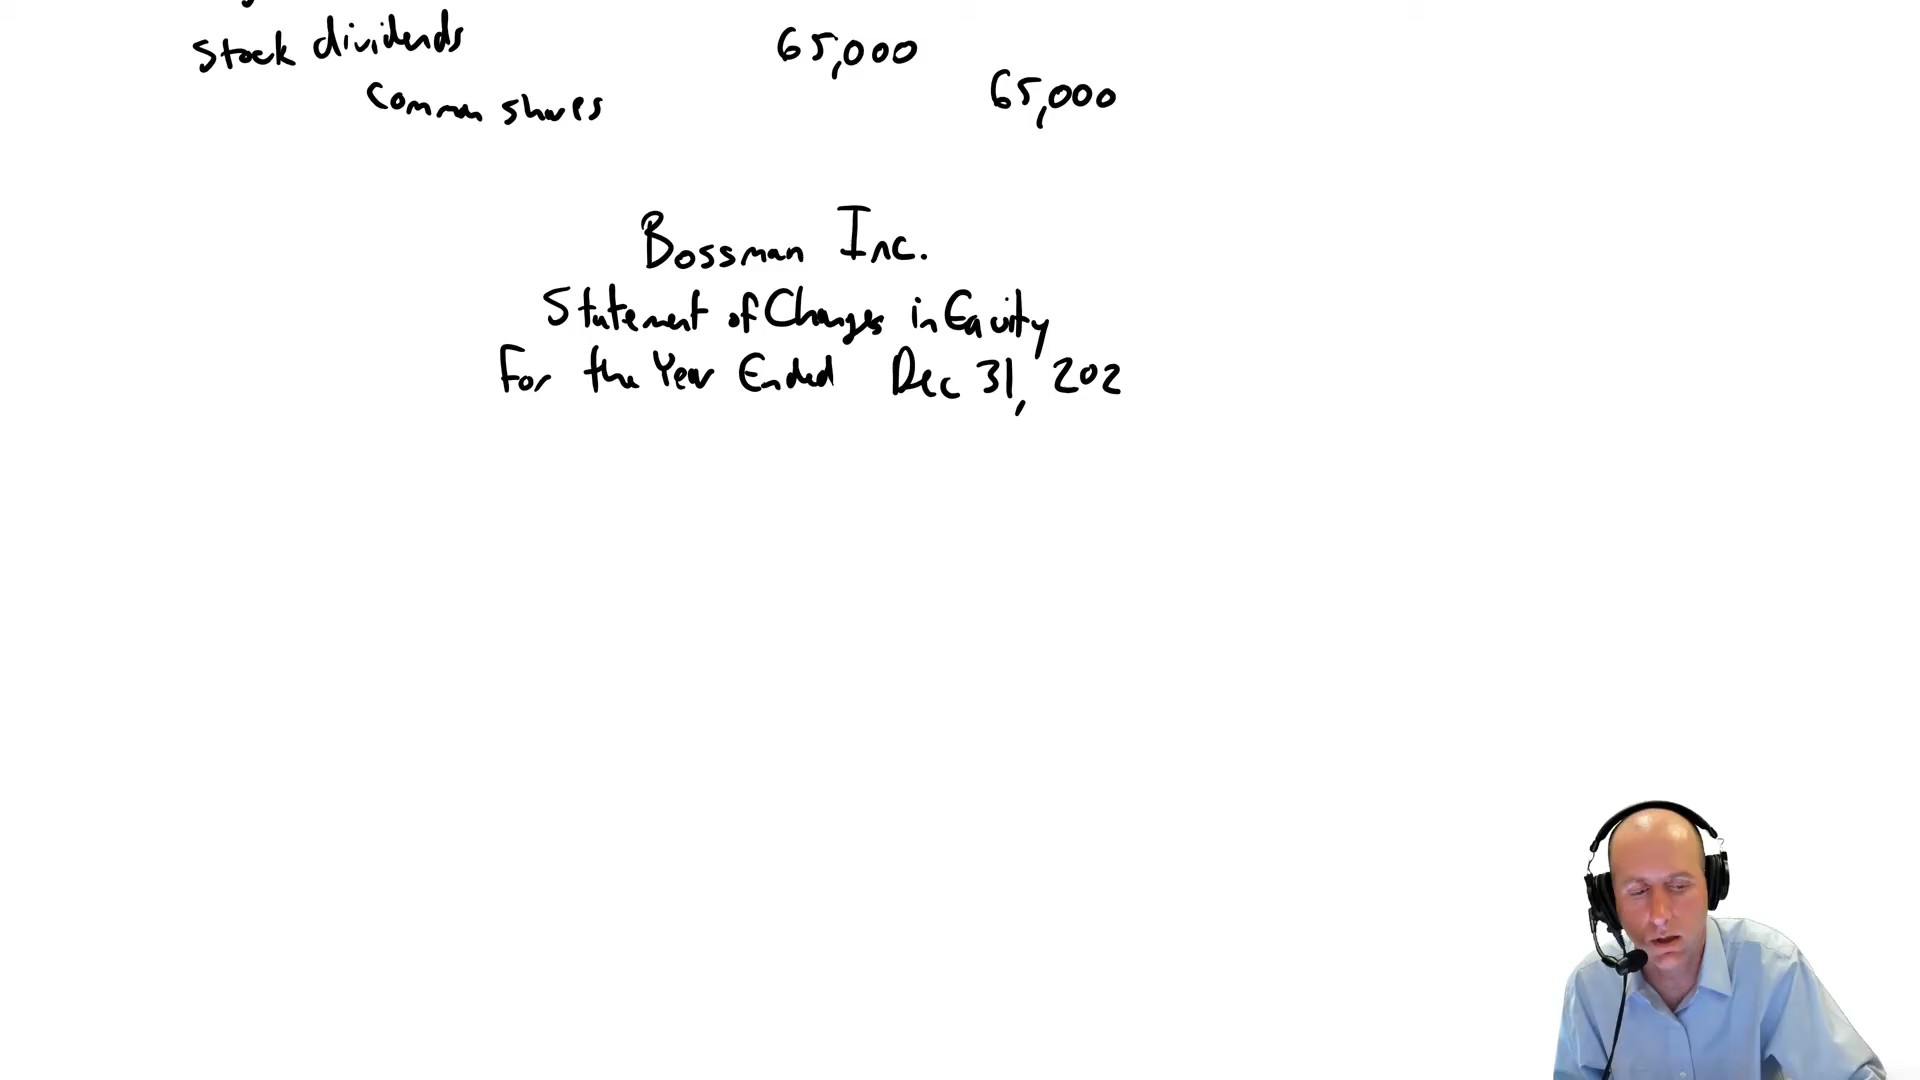 Stock dividends 65,000
Common shares 65,000
Bossman Inc.
Statement of Changes in Equity
For the Year Ended Dec 31, 202